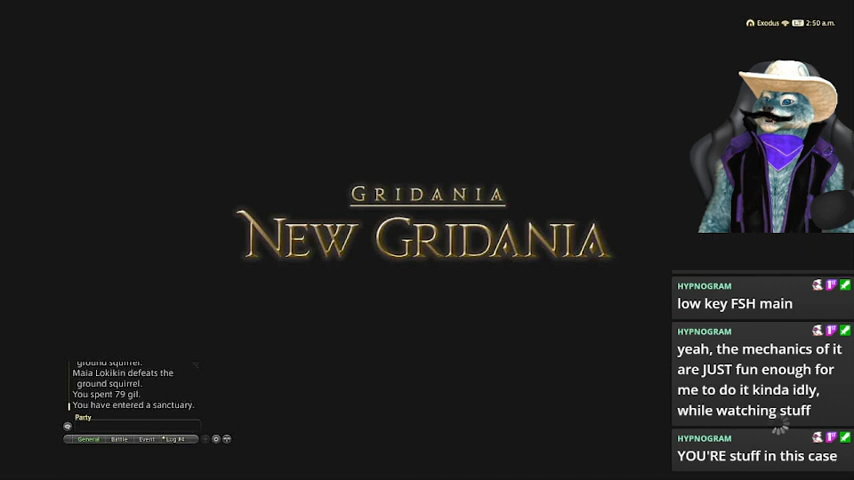 Exodus LT 2:50 a.m.
GRIDANIA
NEW GRIDANIA
HYPNOGRAM
low key FSH main
HYPNOGRAM
yeah, the mechanics of it
are JUST fun enough for
me to do it kinda idly,
while watching stuff
HYPNOGRAM
YOU'RE stuff in this case
ground squirrel.
Maia Lokikin defeats the
ground squirrel.
You spent 79 gil.
You have entered a sanctuary.
Party
General Battle Event Log #4